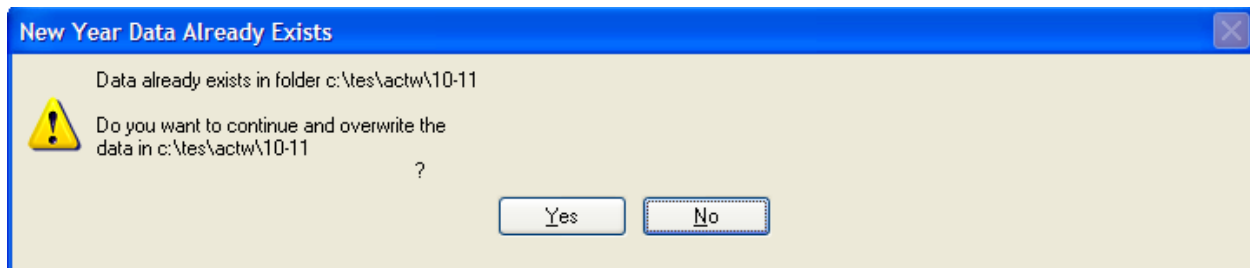 New Year Data Already Exists
Data already exists in folder c:\tes\actw\10-11
Do you want to continue and overwrite the
data in c:\tes\actw\10-11
?
Yes No